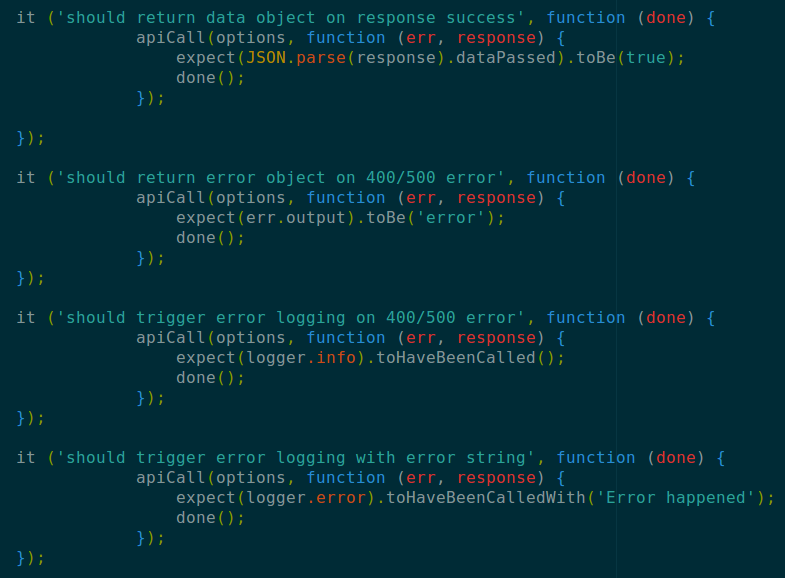 it ('should return data object on response success', function (done) {
            apiCall(options, function (err, response) {
                expect(JSON.parse(response).dataPassed).toBe(true);
                done();
            });

});

it ('should return error object on 400/500 error', function (done) {
            apiCall(options, function (err, response) {
                expect(err.output).toBe('error');
                done();
            });
});

it ('should trigger error logging on 400/500 error', function (done) {
            apiCall(options, function (err, response) {
                expect(logger.info).toHaveBeenCalled();
                done();
            });
});

it ('should trigger error logging with error string', function (done) {
            apiCall(options, function (err, response) {
                expect(logger.error).toHaveBeenCalledWith('Error happened');
                done();
            });
});